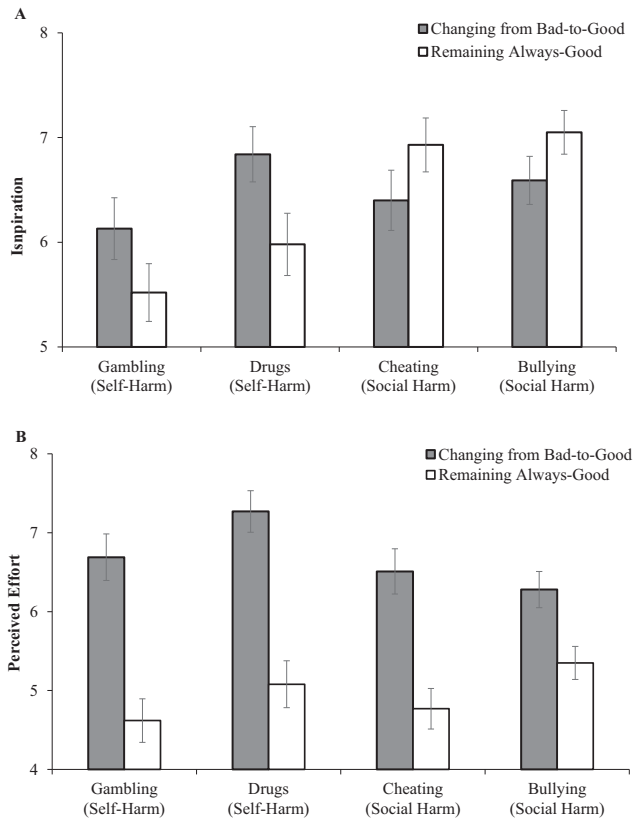 A
8
Changing from Bad-to-Good
Remaining Always-Good
7
6
5
Isnpiration
Gambling Drugs Cheating Bullying
(Self-Harm) (Self-Harm) (Social Harm) (Social Harm)
B
8
Changing from Bad-to-Good
Remaining Always-Good
7
6
5
4
Perceived Effort
Gambling Drugs Cheating Bullying
(Self-Harm) (Self-Harm) (Social Harm) (Social Harm)